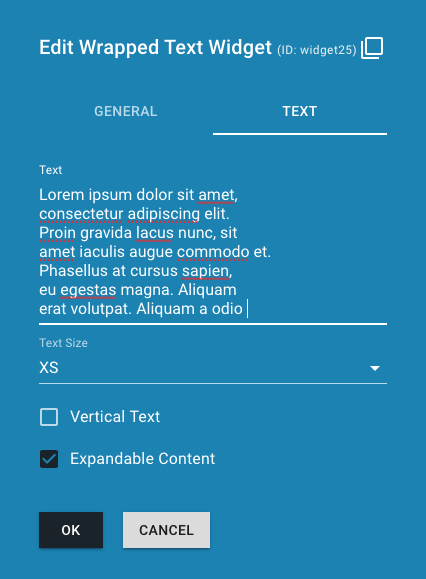 Edit Wrapped Text Widget (ID: widget25)
GENERAL TEXT
Text
Lorem ipsum dolor sit amet,
consectetur adipiscing elit.
Proin gravida lacus nunc, sit
amet iaculis augue commodo et.
Phasellus at cursus sapien,
eu egestas magna. Aliquam
erat volutpat. Aliquam a odio
Text Size
XS
Vertical Text
Expandable Content
OK CANCEL